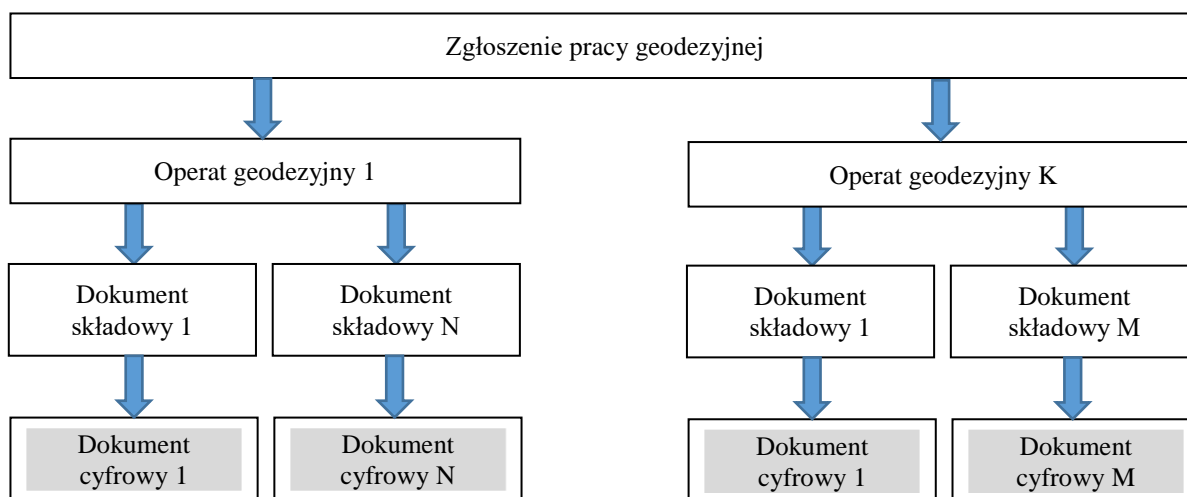 Zgłoszenie pracy geodezyjnej
Operat geodezyjny 1
Operat geodezyjny K
Dokument
składowy 1
Dokument
składowy N
Dokument
składowy 1
Dokument
składowy M
Dokument
cyfrowy 1
Dokument
cyfrowy N
Dokument
cyfrowy 1
Dokument
cyfrowy M